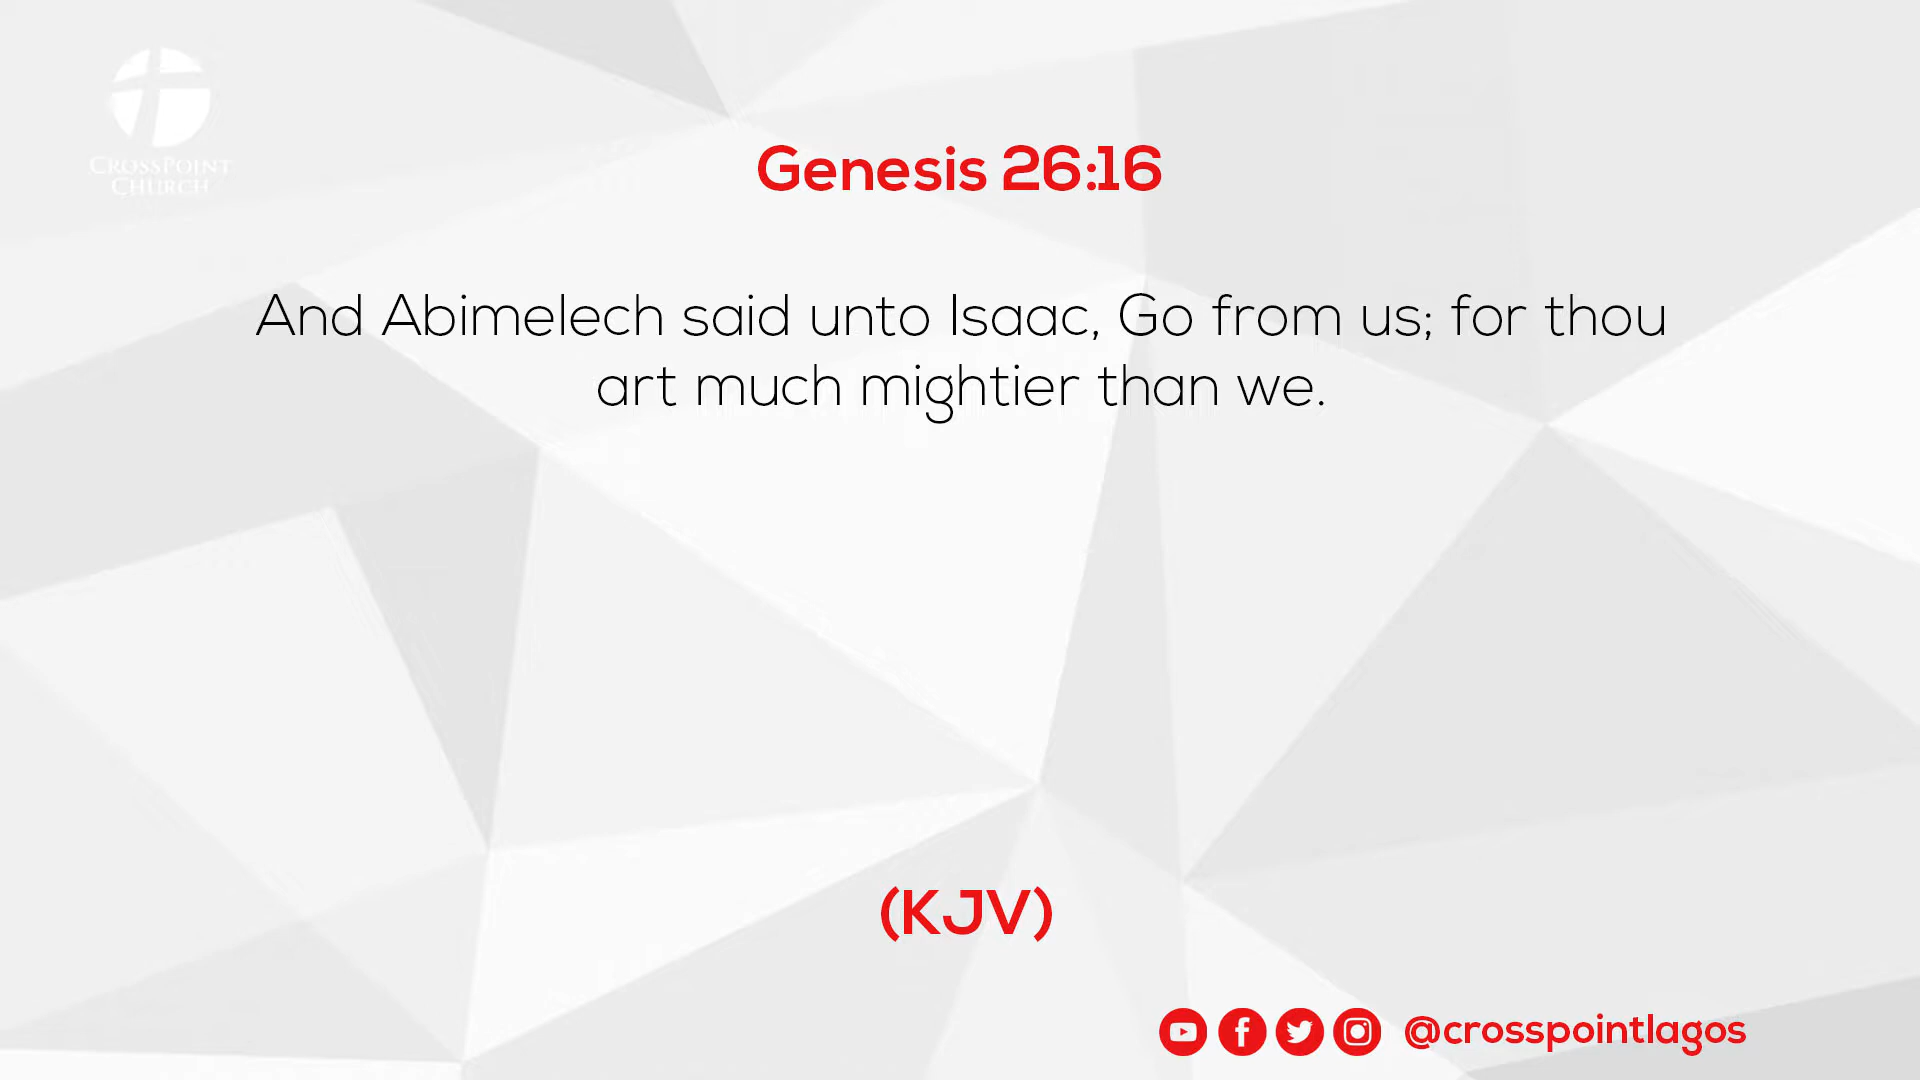 CrossPoint
Church
Genesis 26:16
And Abimelech said unto Isaac, Go from us; for thou
art much mightier than we.
(KJV)
@crosspointlagos